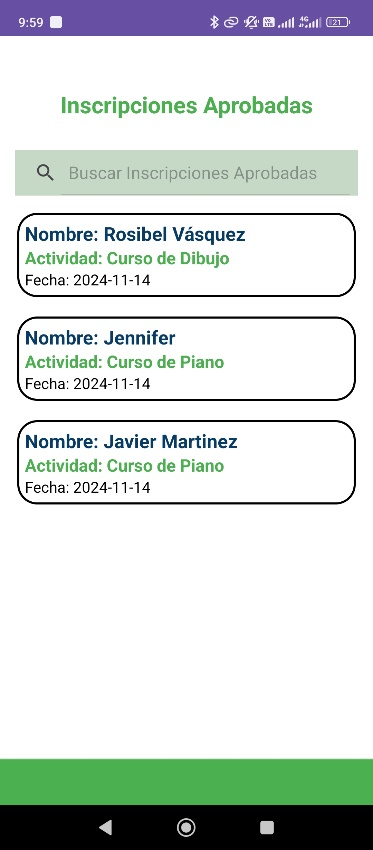 9:59
4G
21
Inscripciones Aprobadas
Buscar Inscripciones Aprobadas
Nombre: Rosibel Vásquez
Actividad: Curso de Dibujo
Fecha: 2024-11-14
Nombre: Jennifer
Actividad: Curso de Piano
Fecha: 2024-11-14
Nombre: Javier Martinez
Actividad: Curso de Piano
Fecha: 2024-11-14